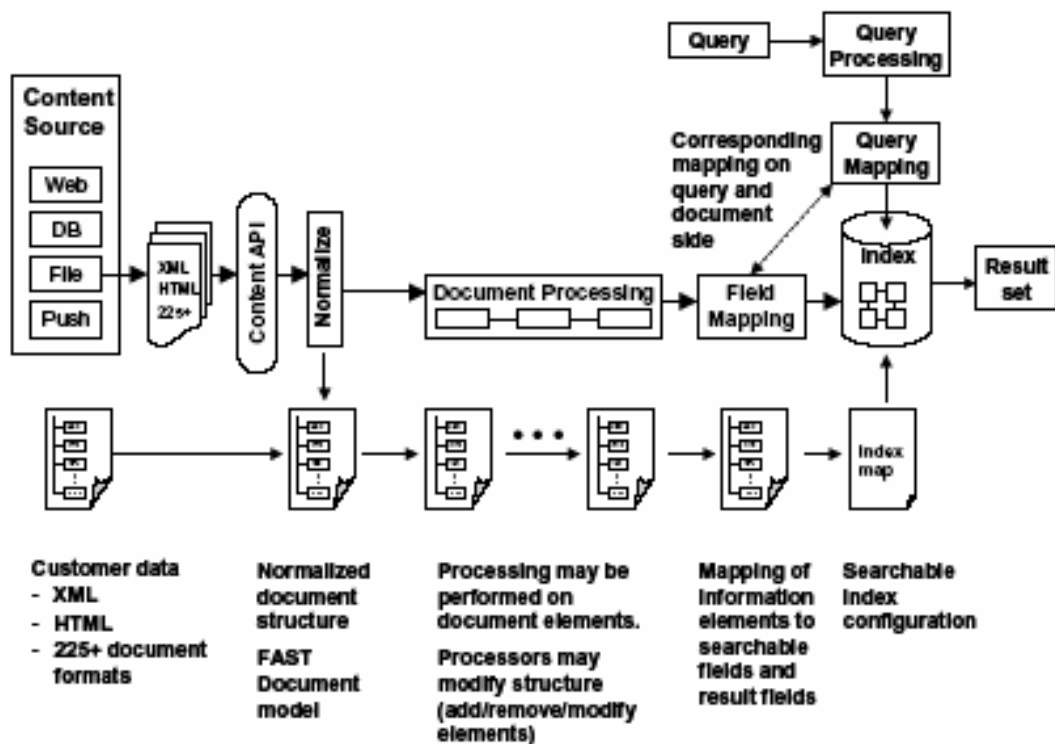 Query
Query
Processing
Content
Source
Web
DB
File
Push
XML
HTML
22s+
Content API
Normalize
Corresponding
mapping on
query and
document
side
Query
Mapping
Document Processing
Field
Mapping
Index
Result
set
Index
map
Customer data
- XML
- HTML
- 225+ document
formats
Normalized
document
structure
FAST
Document
model
Processing may be
performed on
document elements.
Processors may
modify structure
(add/remove/modify
elements)
Mapping of
information
elements to
searchable
fields and
result fields
Searchable
Index
configuration